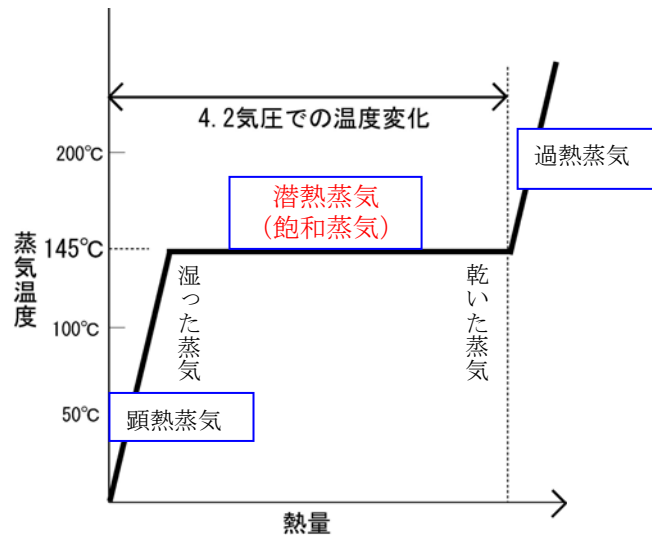 4.2気圧での温度変化
200℃
過熱蒸気
潜熱蒸気
（飽和蒸気）
蒸気温度
145℃
湿った蒸気
乾いた蒸気
100℃
50℃
顕熱蒸気
熱量